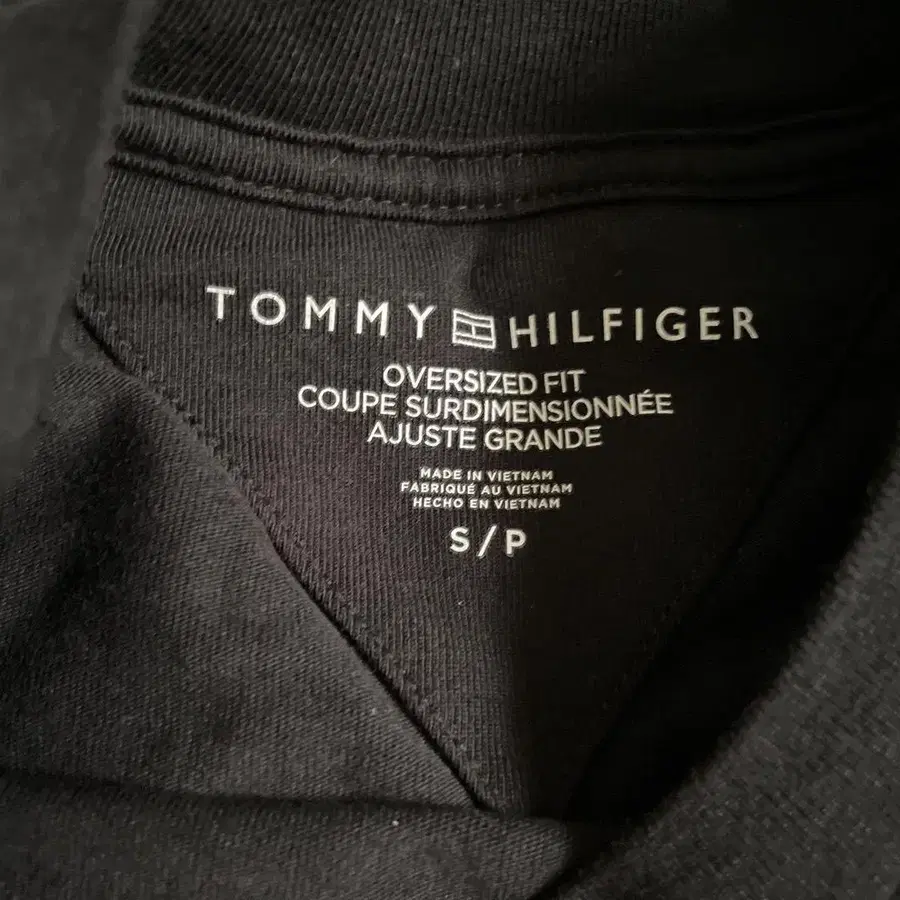 TOMMY HILFIGER
OVERSIZED FIT
COUPE SURDIMENSIONNÉE
AJUSTE GRANDE
MADE IN VIETNAM
FABRIQUÉ AU VIETNAM
HECHO EN VIETNAM
S / P